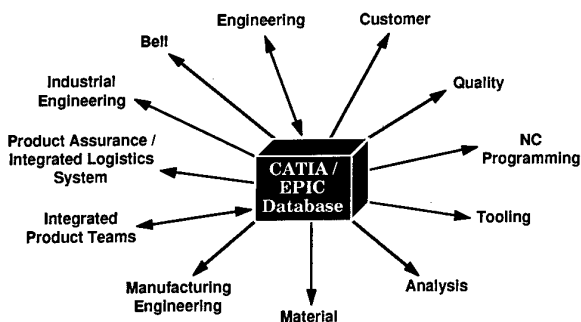 Engineering
Customer
Bell
Quality
Industrial
Engineering
NC
Programming
Product Assurance /
Integrated Logistics
System
CATIA /
EPIC
Database
Integrated
Product Teams
Tooling
Manufacturing
Engineering
Material
Analysis